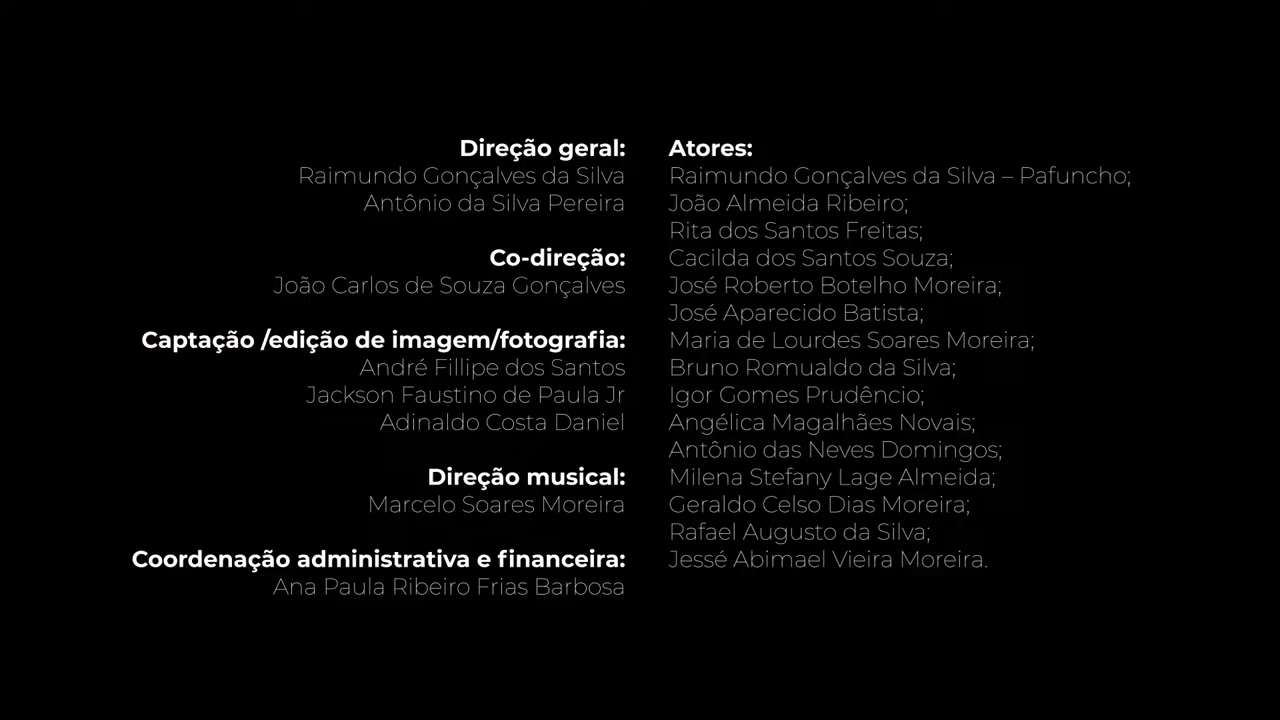 Direção geral:
Raimundo Gonçalves da Silva
Antônio da Silva Pereira
Co-direção:
João Carlos de Souza Gonçalves
Captação /edição de imagem/fotografia:
André Fillipe dos Santos
Jackson Faustino de Paula Jr
Adinaldo Costa Daniel
Direção musical:
Marcelo Soares Moreira
Coordenação administrativa e financeira:
Ana Paula Ribeiro Frias Barbosa
Atores:
Raimundo Gonçalves da Silva – Pafuncho;
João Almeida Ribeiro;
Rita dos Santos Freitas;
Cacilda dos Santos Souza;
José Roberto Botelho Moreira;
José Aparecido Batista;
Maria de Lourdes Soares Moreira;
Bruno Romualdo da Silva;
Igor Gomes Prudêncio;
Angélica Magalhães Novais;
Antônio das Neves Domingos;
Milena Stefany Lage Almeida;
Geraldo Celso Dias Moreira;
Rafael Augusto da Silva;
Jessé Abimael Vieira Moreira.